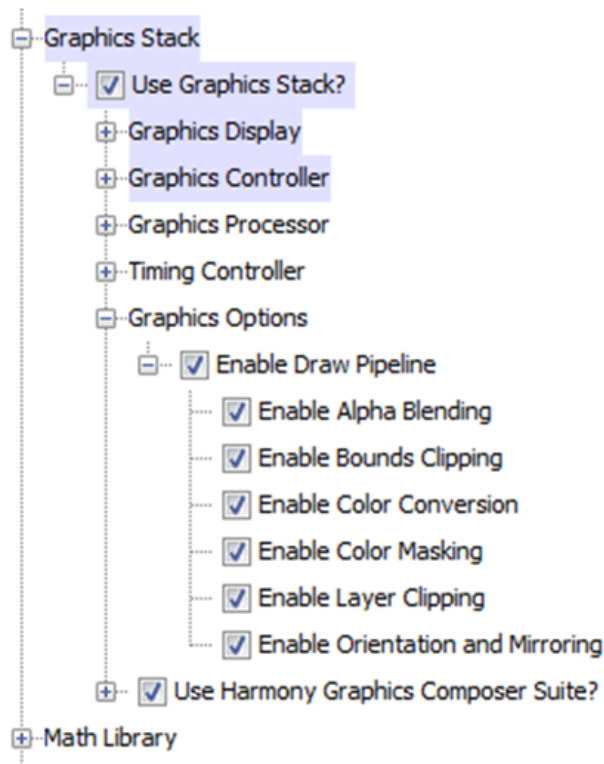 Graphics Stack
Use Graphics Stack?
Graphics Display
Graphics Controller
Graphics Processor
Timing Controller
Graphics Options
Enable Draw Pipeline
Enable Alpha Blending
Enable Bounds Clipping
Enable Color Conversion
Enable Color Masking
Enable Layer Clipping
Enable Orientation and Mirroring
Use Harmony Graphics Composer Suite?
Math Library